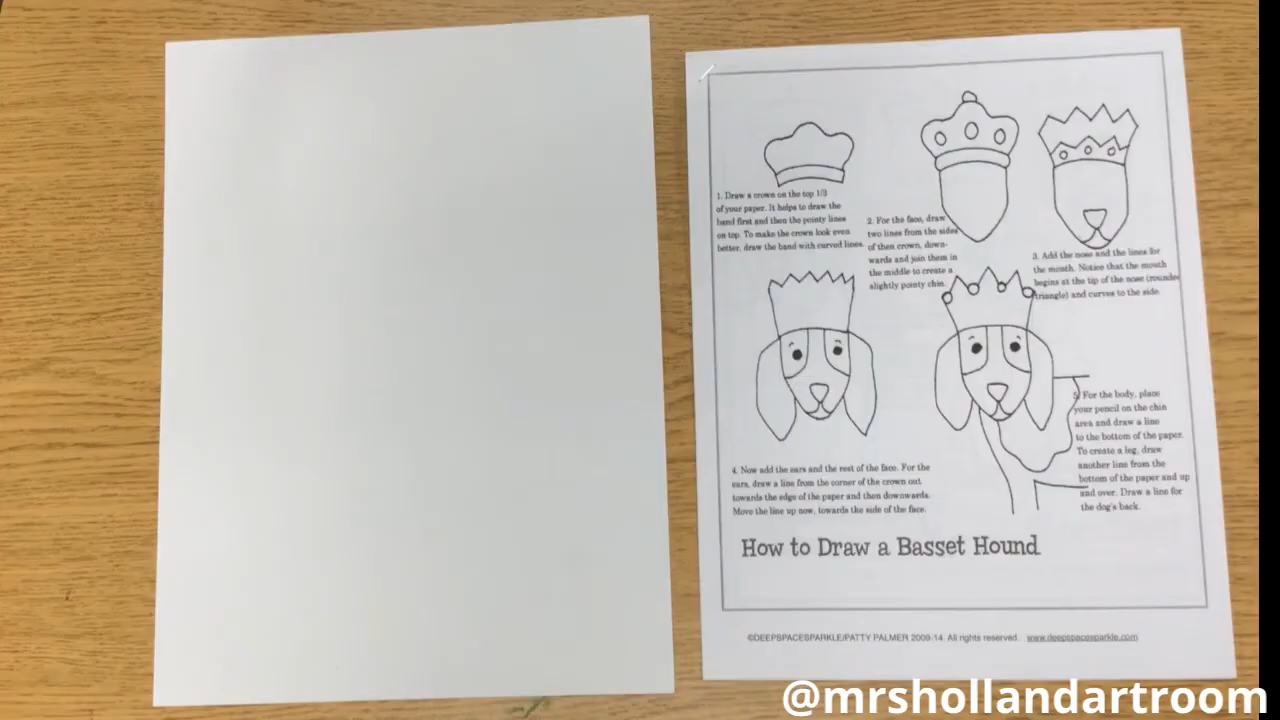 1. Draw a crown on the top 1/3
of your paper. It helps to draw the
band first and then the pointy lines
on top. To make the crown look even
better, draw the band with curved lines.
2. For the face, draw
two lines from the sides
of then crown, down-
wards and join them in
the middle to create a
slightly pointy chin.
3. Add the nose and the lines for
the mouth. Notice that the mouth
begins at the tip of the nose (rounded
triangle) and curves to the side.
4. Now add the ears and the rest of the face. For the
ears, draw a line from the corner of the crown out
towards the edge of the paper and then downwards.
Move the line up now, towards the side of the face.
5. For the body, place
your pencil on the chin
area and draw a line
to the bottom of the paper.
To create a leg, draw
another line from the
bottom of the paper and up
and over. Draw a line for
the dog's back.
How to Draw a Basset Hound
©DEEPSPACESPARKLE/PATTY PALMER 2009-14. All rights reserved. www.deepspacesparkle.com
@mrshollandartroom